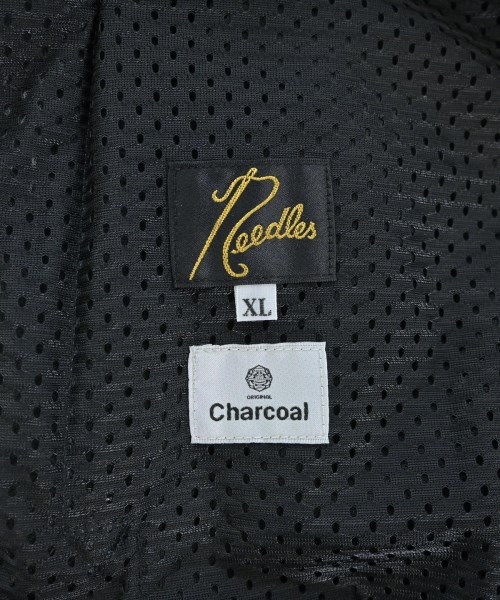 Needles
XL
ORIGINAL
Charcoal